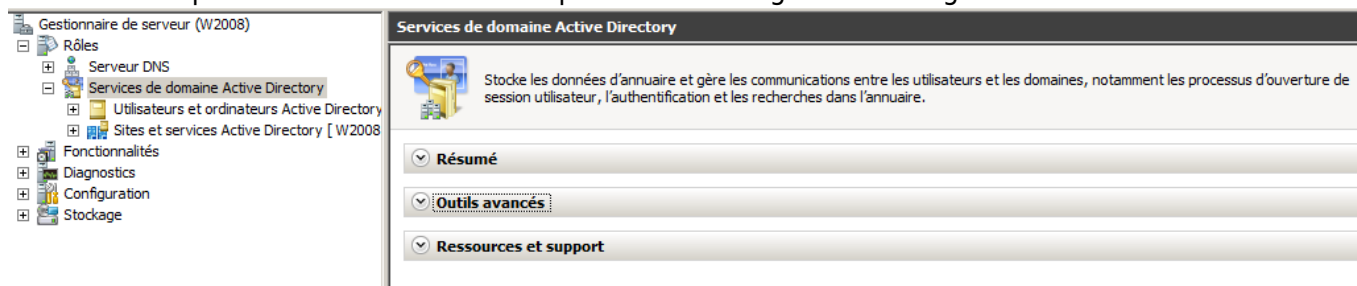 Gestionnaire de serveur (W2008)
Rôles
Serveur DNS
Services de domaine Active Directory
Utilisateurs et ordinateurs Active Directory
Sites et services Active Directory [ W2008
Fonctionnalités
Diagnostics
Configuration
Stockage
Services de domaine Active Directory
Stocke les données d'annuaire et gère les communications entre les utilisateurs et les domaines, notamment les processus d'ouverture de
session utilisateur, l'authentification et les recherches dans l'annuaire.
Résumé
Outils avancés
Ressources et support